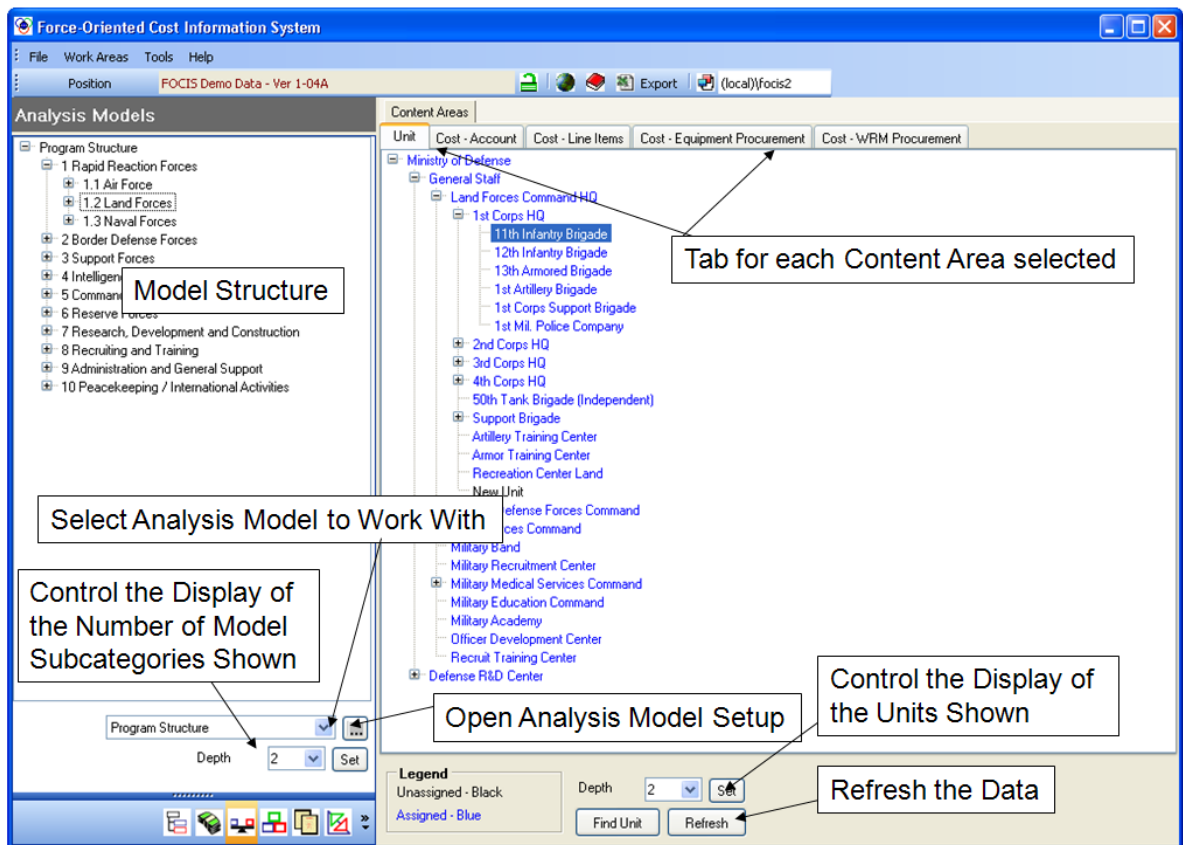 Force-Oriented Cost Information System
File Work Areas Tools Help
Position FOCIS Demo Data - Ver 1-04A Export (local)\focis2
Analysis Models
Program Structure
1 Rapid Reaction Forces
1.1 Air Force
1.2 Land Forces
1.3 Naval Forces
2 Border Defense Forces
3 Support Forces
4 Intelligen
5 Comman
6 Reserve Forces
7 Research, Development and Construction
8 Recruiting and Training
9 Administration and General Support
10 Peacekeeping / International Activities
Model Structure
Select Analysis Model to Work With
Control the Display of
the Number of Model
Subcategories Shown
Program Structure ...
Depth 2 Set
Content Areas
Unit Cost - Account Cost - Line Items Cost - Equipment Procurement Cost - WRM Procurement
Ministry of Defense
General Staff
Land Forces Command HQ
1st Corps HQ
11th Infantry Brigade
12th Infantry Brigade
13th Armored Brigade
1st Artillery Brigade
1st Corps Support Brigade
1st Mil. Police Company
2nd Corps HQ
3rd Corps HQ
4th Corps HQ
50th Tank Brigade (Independent)
Support Brigade
Artillery Training Center
Armor Training Center
Recreation Center Land
New Unit
efense Forces Command
rces Command
Military Band
Military Recruitment Center
Military Medical Services Command
Military Education Command
Military Academy
Officer Development Center
Recruit Training Center
Defense R&D Center
Tab for each Content Area selected
Open Analysis Model Setup
Control the Display of
the Units Shown
Refresh the Data
Legend
Unassigned - Black
Assigned - Blue
Depth 2 Set
Find Unit Refresh